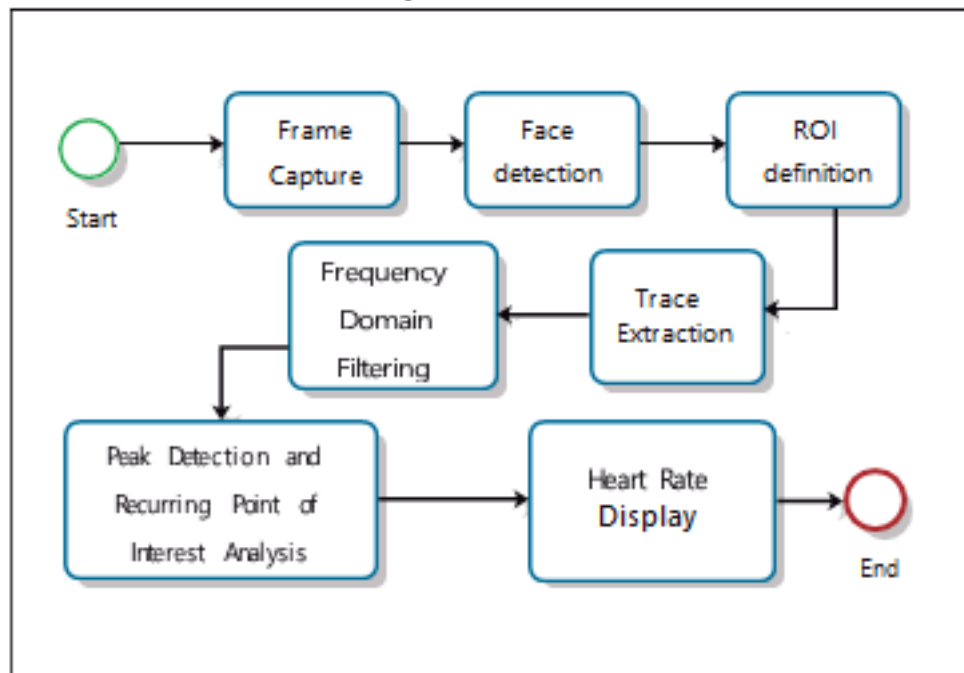 Start
Frame
Capture
Face
detection
ROI
definition
Trace
Extraction
Frequency
Domain
Filtering
Peak Detection and
Recurring Point of
Interest Analysis
Heart Rate
Display
End